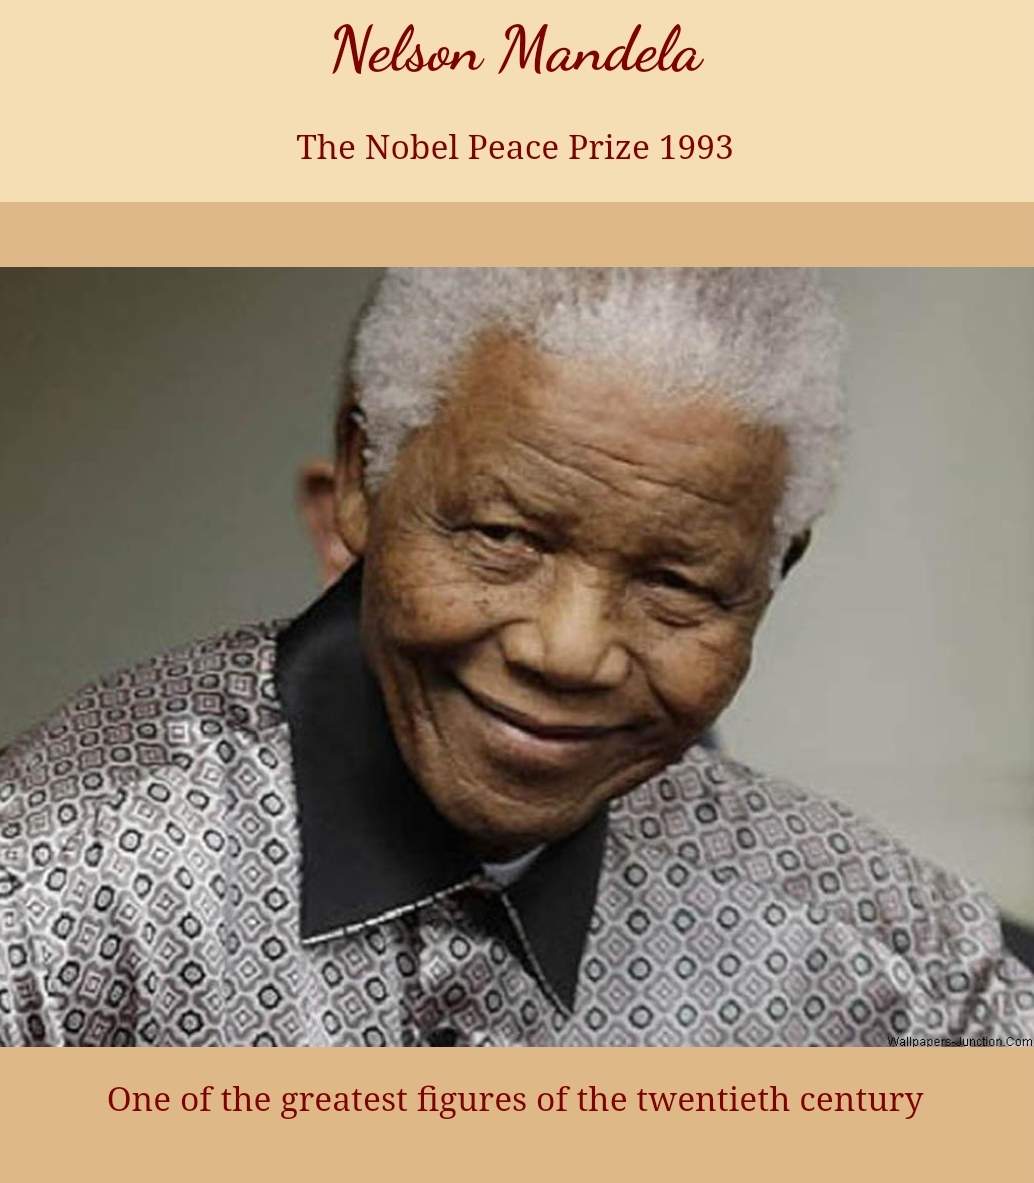 Nelson Mandela
The Nobel Peace Prize 1993
Wallpapers-Junction.Com
One of the greatest figures of the twentieth century